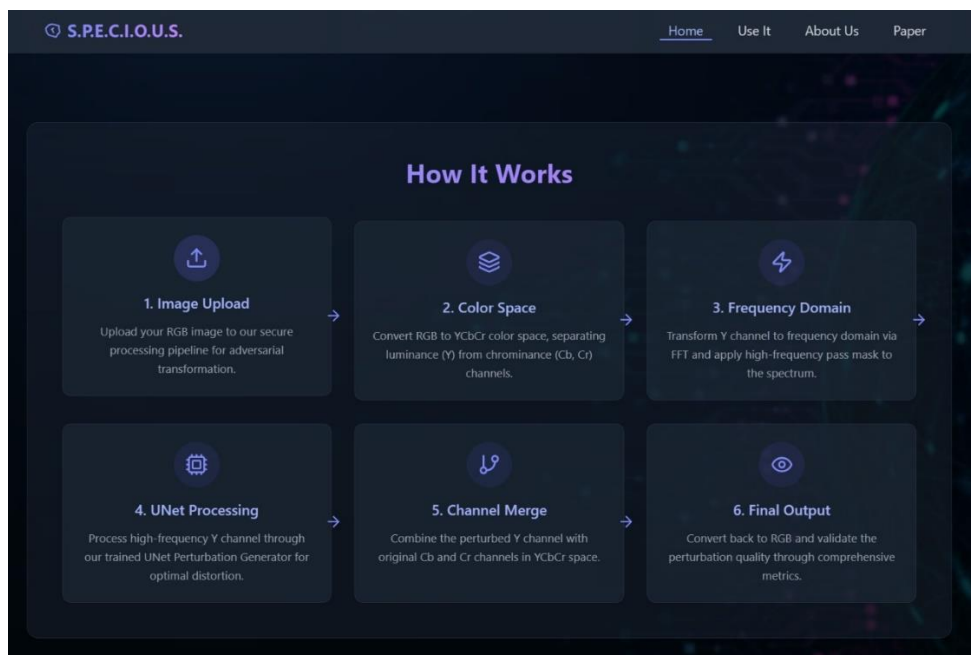 S.P.E.C.I.O.U.S.
Home Use It About Us Paper
How It Works
1. Image Upload
Upload your RGB image to our secure
processing pipeline for adversarial
transformation.
2. Color Space
Convert RGB to YCbCr color space, separating
luminance (Y) from chrominance (Cb, Cr)
channels.
3. Frequency Domain
Transform Y channel to frequency domain via
FFT and apply high-frequency pass mask to
the spectrum.
4. UNet Processing
Process high-frequency Y channel through
our trained UNet Perturbation Generator for
optimal distortion.
5. Channel Merge
Combine the perturbed Y channel with
original Cb and Cr channels in YCbCr space.
6. Final Output
Convert back to RGB and validate the
perturbation quality through comprehensive
metrics.